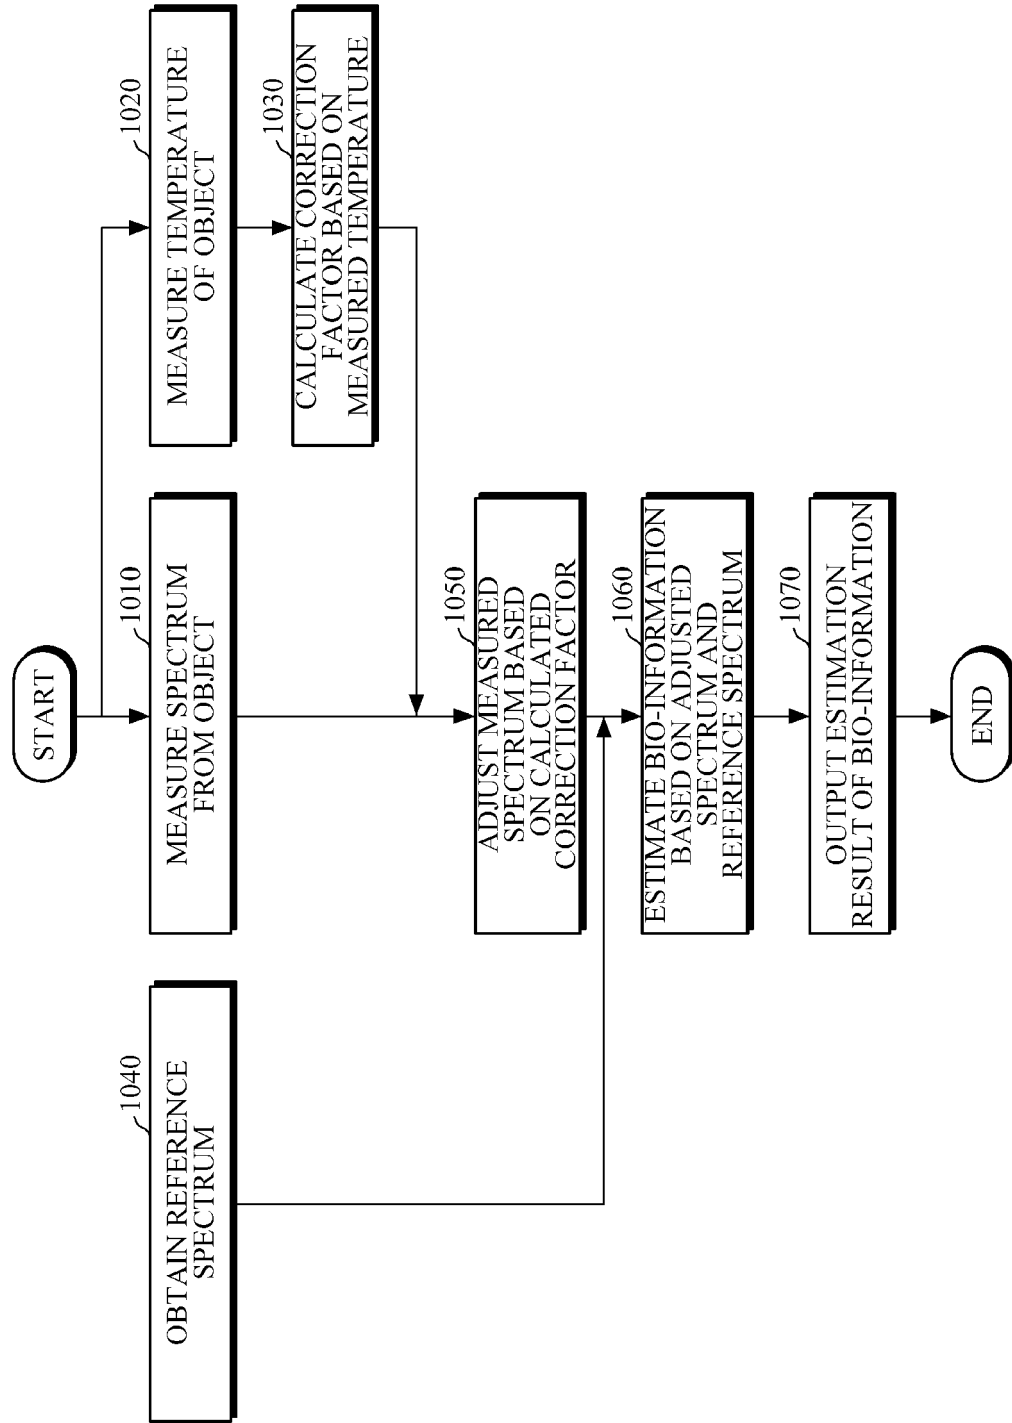 START
1040
OBTAIN REFERENCE
SPECTRUM
1010
MEASURE SPECTRUM
FROM OBJECT
1020
MEASURE TEMPERATURE
OF OBJECT
1030
CALCULATE CORRECTION
FACTOR BASED ON
MEASURED TEMPERATURE
1050
ADJUST MEASURED
SPECTRUM BASED
ON CALCULATED
CORRECTION FACTOR
1060
ESTIMATE BIO-INFORMATION
BASED ON ADJUSTED
SPECTRUM AND
REFERENCE SPECTRUM
1070
OUTPUT ESTIMATION
RESULT OF BIO-INFORMATION
END